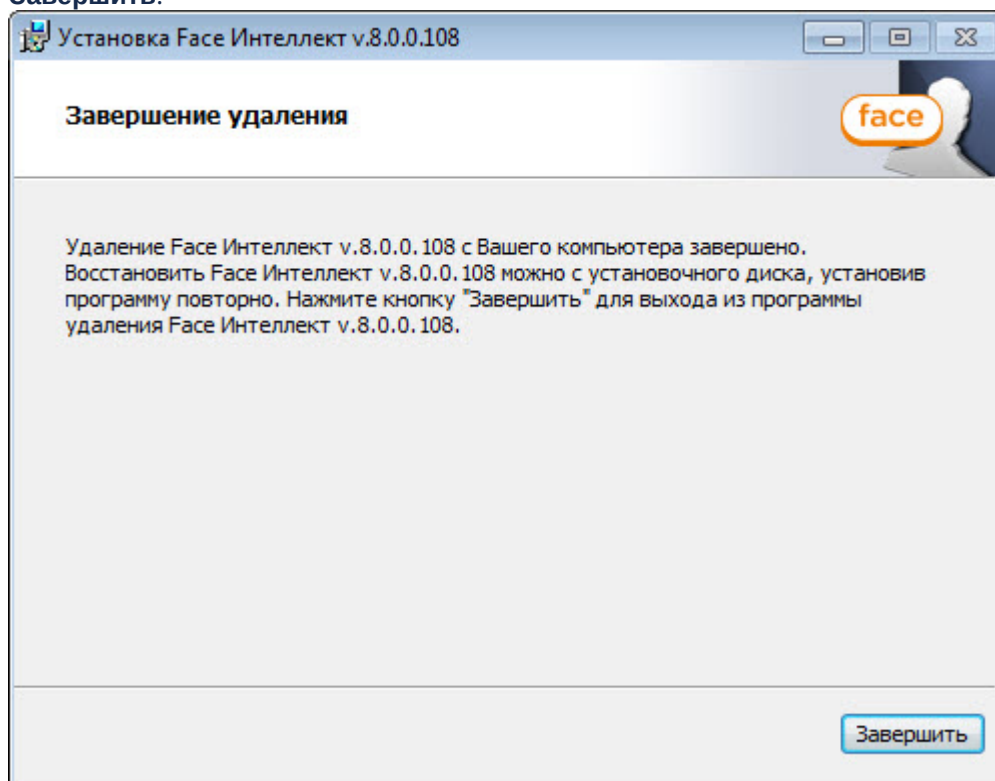 Завершить.
Установка Face Интеллект v.8.0.0.108
Завершение удаления
face
Удаление Face Интеллект v.8.0.0.108 с Вашего компьютера завершено.
Восстановить Face Интеллект v.8.0.0.108 можно с установочного диска, установив
программу повторно. Нажмите кнопку "Завершить" для выхода из программы
удаления Face Интеллект v.8.0.0.108.
Завершить